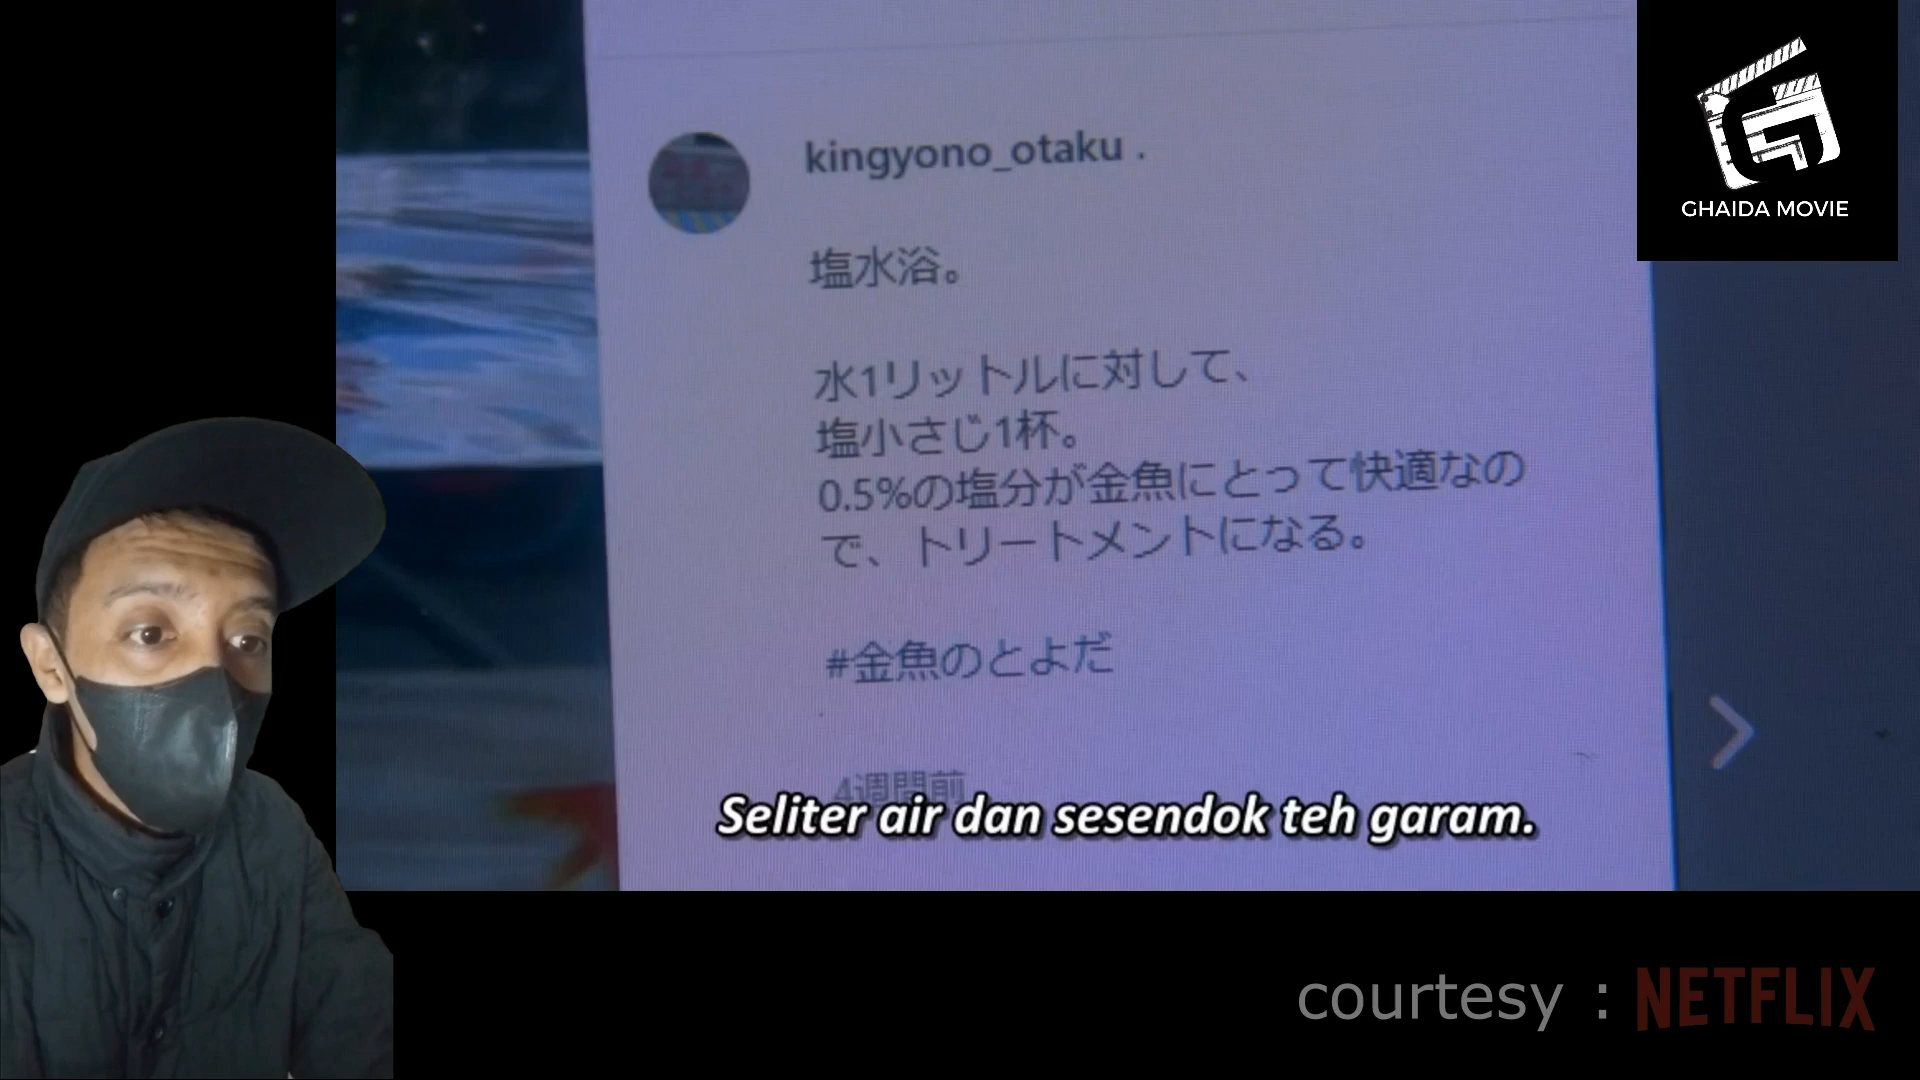 GHAIDA MOVIE
kingyono_otaku .
塩水浴。
水1リットルに対して、
塩小さじ1杯。
0.5%の塩分が金魚にとって快適なの
で、トリートメントになる。
#金魚のとよだ
4週間前
Seliter air dan sesendok teh garam.
courtesy : NETFLIX